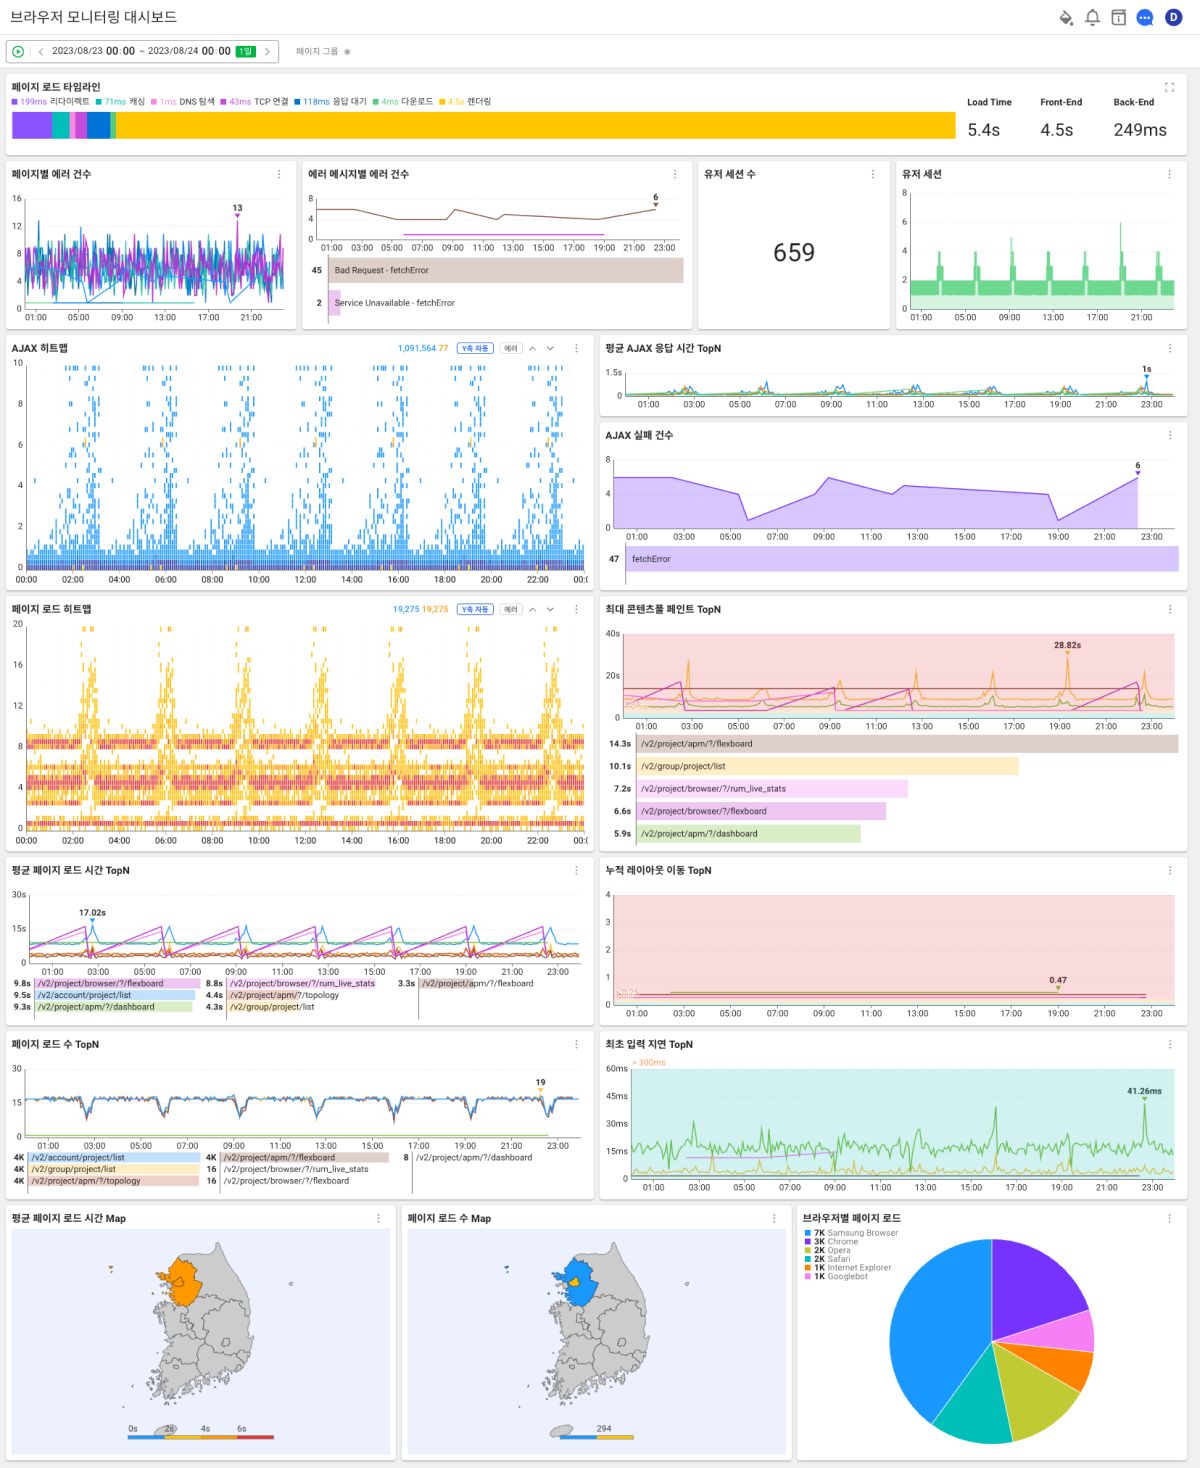 브라우저 모니터링 대시보드
D
2023/08/23 00:00 ~ 2023/08/24 00:00 1일
페이지 그룹 ✱
페이지 로드 타임라인
199ms 리다이렉트 71ms 캐싱 1ms DNS 탐색 43ms TCP 연결 118ms 응답 대기 4ms 다운로드 4.5s 렌더링
Load Time Front-End Back-End
5.4s 4.5s 249ms
페이지별 에러 건수
16
12
8
4
0
13
01:00 05:00 09:00 13:00 17:00 21:00
에러 메시지별 에러 건수
8
4
0
6
01:00 03:00 05:00 07:00 09:00 11:00 13:00 15:00 17:00 19:00 21:00 23:00
45 Bad Request - fetchError
2 Service Unavailable - fetchError
유저 세션 수
659
유저 세션
8
6
4
2
0
01:00 05:00 09:00 13:00 17:00 21:00
AJAX 히트맵
1,091,564 77 Y축 자동 에러
10
8
6
4
2
0
00:00 02:00 04:00 06:00 08:00 10:00 12:00 14:00 16:00 18:00 20:00 22:00 00:(
평균 AJAX 응답 시간 TopN
1.5s
0
1s
01:00 03:00 05:00 07:00 09:00 11:00 13:00 15:00 17:00 19:00 21:00 23:00
AJAX 실패 건수
8
4
0
6
01:00 03:00 05:00 07:00 09:00 11:00 13:00 15:00 17:00 19:00 21:00 23:00
47 fetchError
페이지 로드 히트맵
19,275 19,275 Y축 자동 에러
20
16
12
8
4
0
00:00 02:00 04:00 06:00 08:00 10:00 12:00 14:00 16:00 18:00 20:00 22:00 00:(
최대 콘텐츠풀 페인트 TopN
40s
20s
0
28.82s
01:00 03:00 05:00 07:00 09:00 11:00 13:00 15:00 17:00 19:00 21:00 23:00
14.3s /v2/project/apm/?/flexboard
10.1s /v2/group/project/list
7.2s /v2/project/browser/?/rum_live_stats
6.6s /v2/project/browser/?/flexboard
5.9s /v2/project/apm/?/dashboard
평균 페이지 로드 시간 TopN
30s
15s
0
17.02s
01:00 03:00 05:00 07:00 09:00 11:00 13:00 15:00 17:00 19:00 21:00 23:00
9.8s /v2/project/browser/?/flexboard 8.8s /v2/project/browser/?/rum_live_stats 3.3s /v2/project/apm/?/flexboard
9.5s /v2/account/project/list 4.4s /v2/project/apm/?/topology
9.3s /v2/project/apm/?/dashboard 4.3s /v2/group/project/list
누적 레이아웃 이동 TopN
4
3
2
1
0
> 0.25
0.47
01:00 03:00 05:00 07:00 09:00 11:00 13:00 15:00 17:00 19:00 21:00 23:00
페이지 로드 수 TopN
30
15
0
19
01:00 03:00 05:00 07:00 09:00 11:00 13:00 15:00 17:00 19:00 21:00 23:00
4K /v2/account/project/list 4K /v2/project/apm/?/flexboard 8 /v2/project/apm/?/dashboard
4K /v2/group/project/list 16 /v2/project/browser/?/rum_live_stats
4K /v2/project/apm/?/topology 16 /v2/project/browser/?/flexboard
최초 입력 지연 TopN
> 300ms
60ms
45ms
30ms
15ms
0
41.26ms
01:00 03:00 05:00 07:00 09:00 11:00 13:00 15:00 17:00 19:00 21:00 23:00
평균 페이지 로드 시간 Map
0s 2s 4s 6s
페이지 로드 수 Map
294
브라우저별 페이지 로드
7K Samsung Browser
3K Chrome
2K Opera
2K Safari
1K Internet Explorer
1K Googlebot